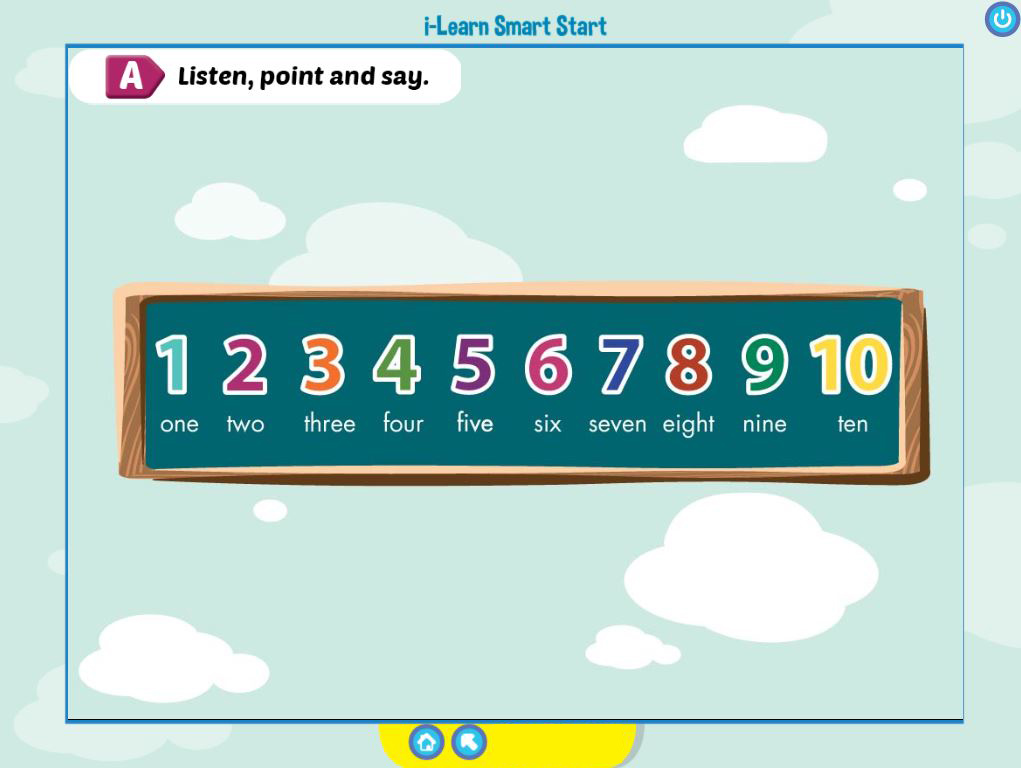 i-Learn Smart Start
A Listen, point and say.
1 2 3 4 5 6 7 8 9 10
one two three four five six seven eight nine ten